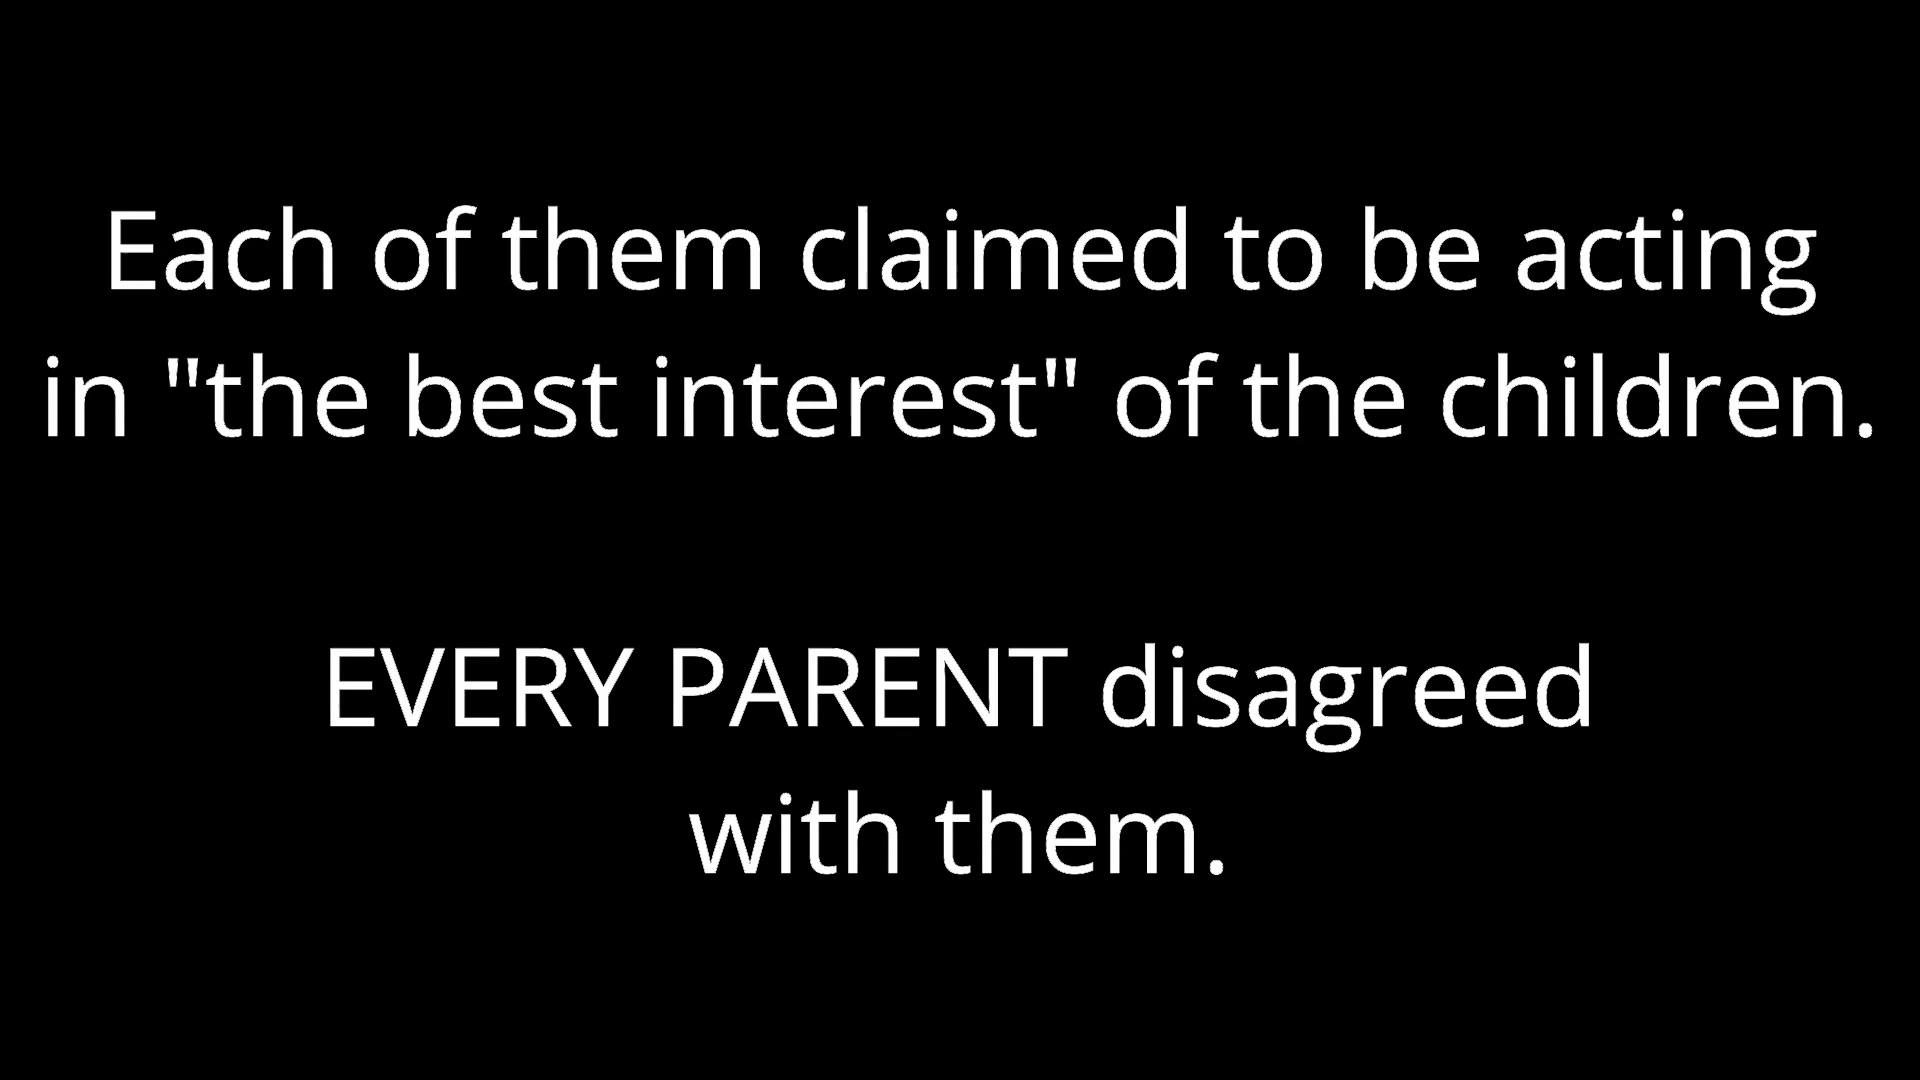 Each of them claimed to be acting
in "the best interest" of the children.
EVERY PARENT disagreed
with them.